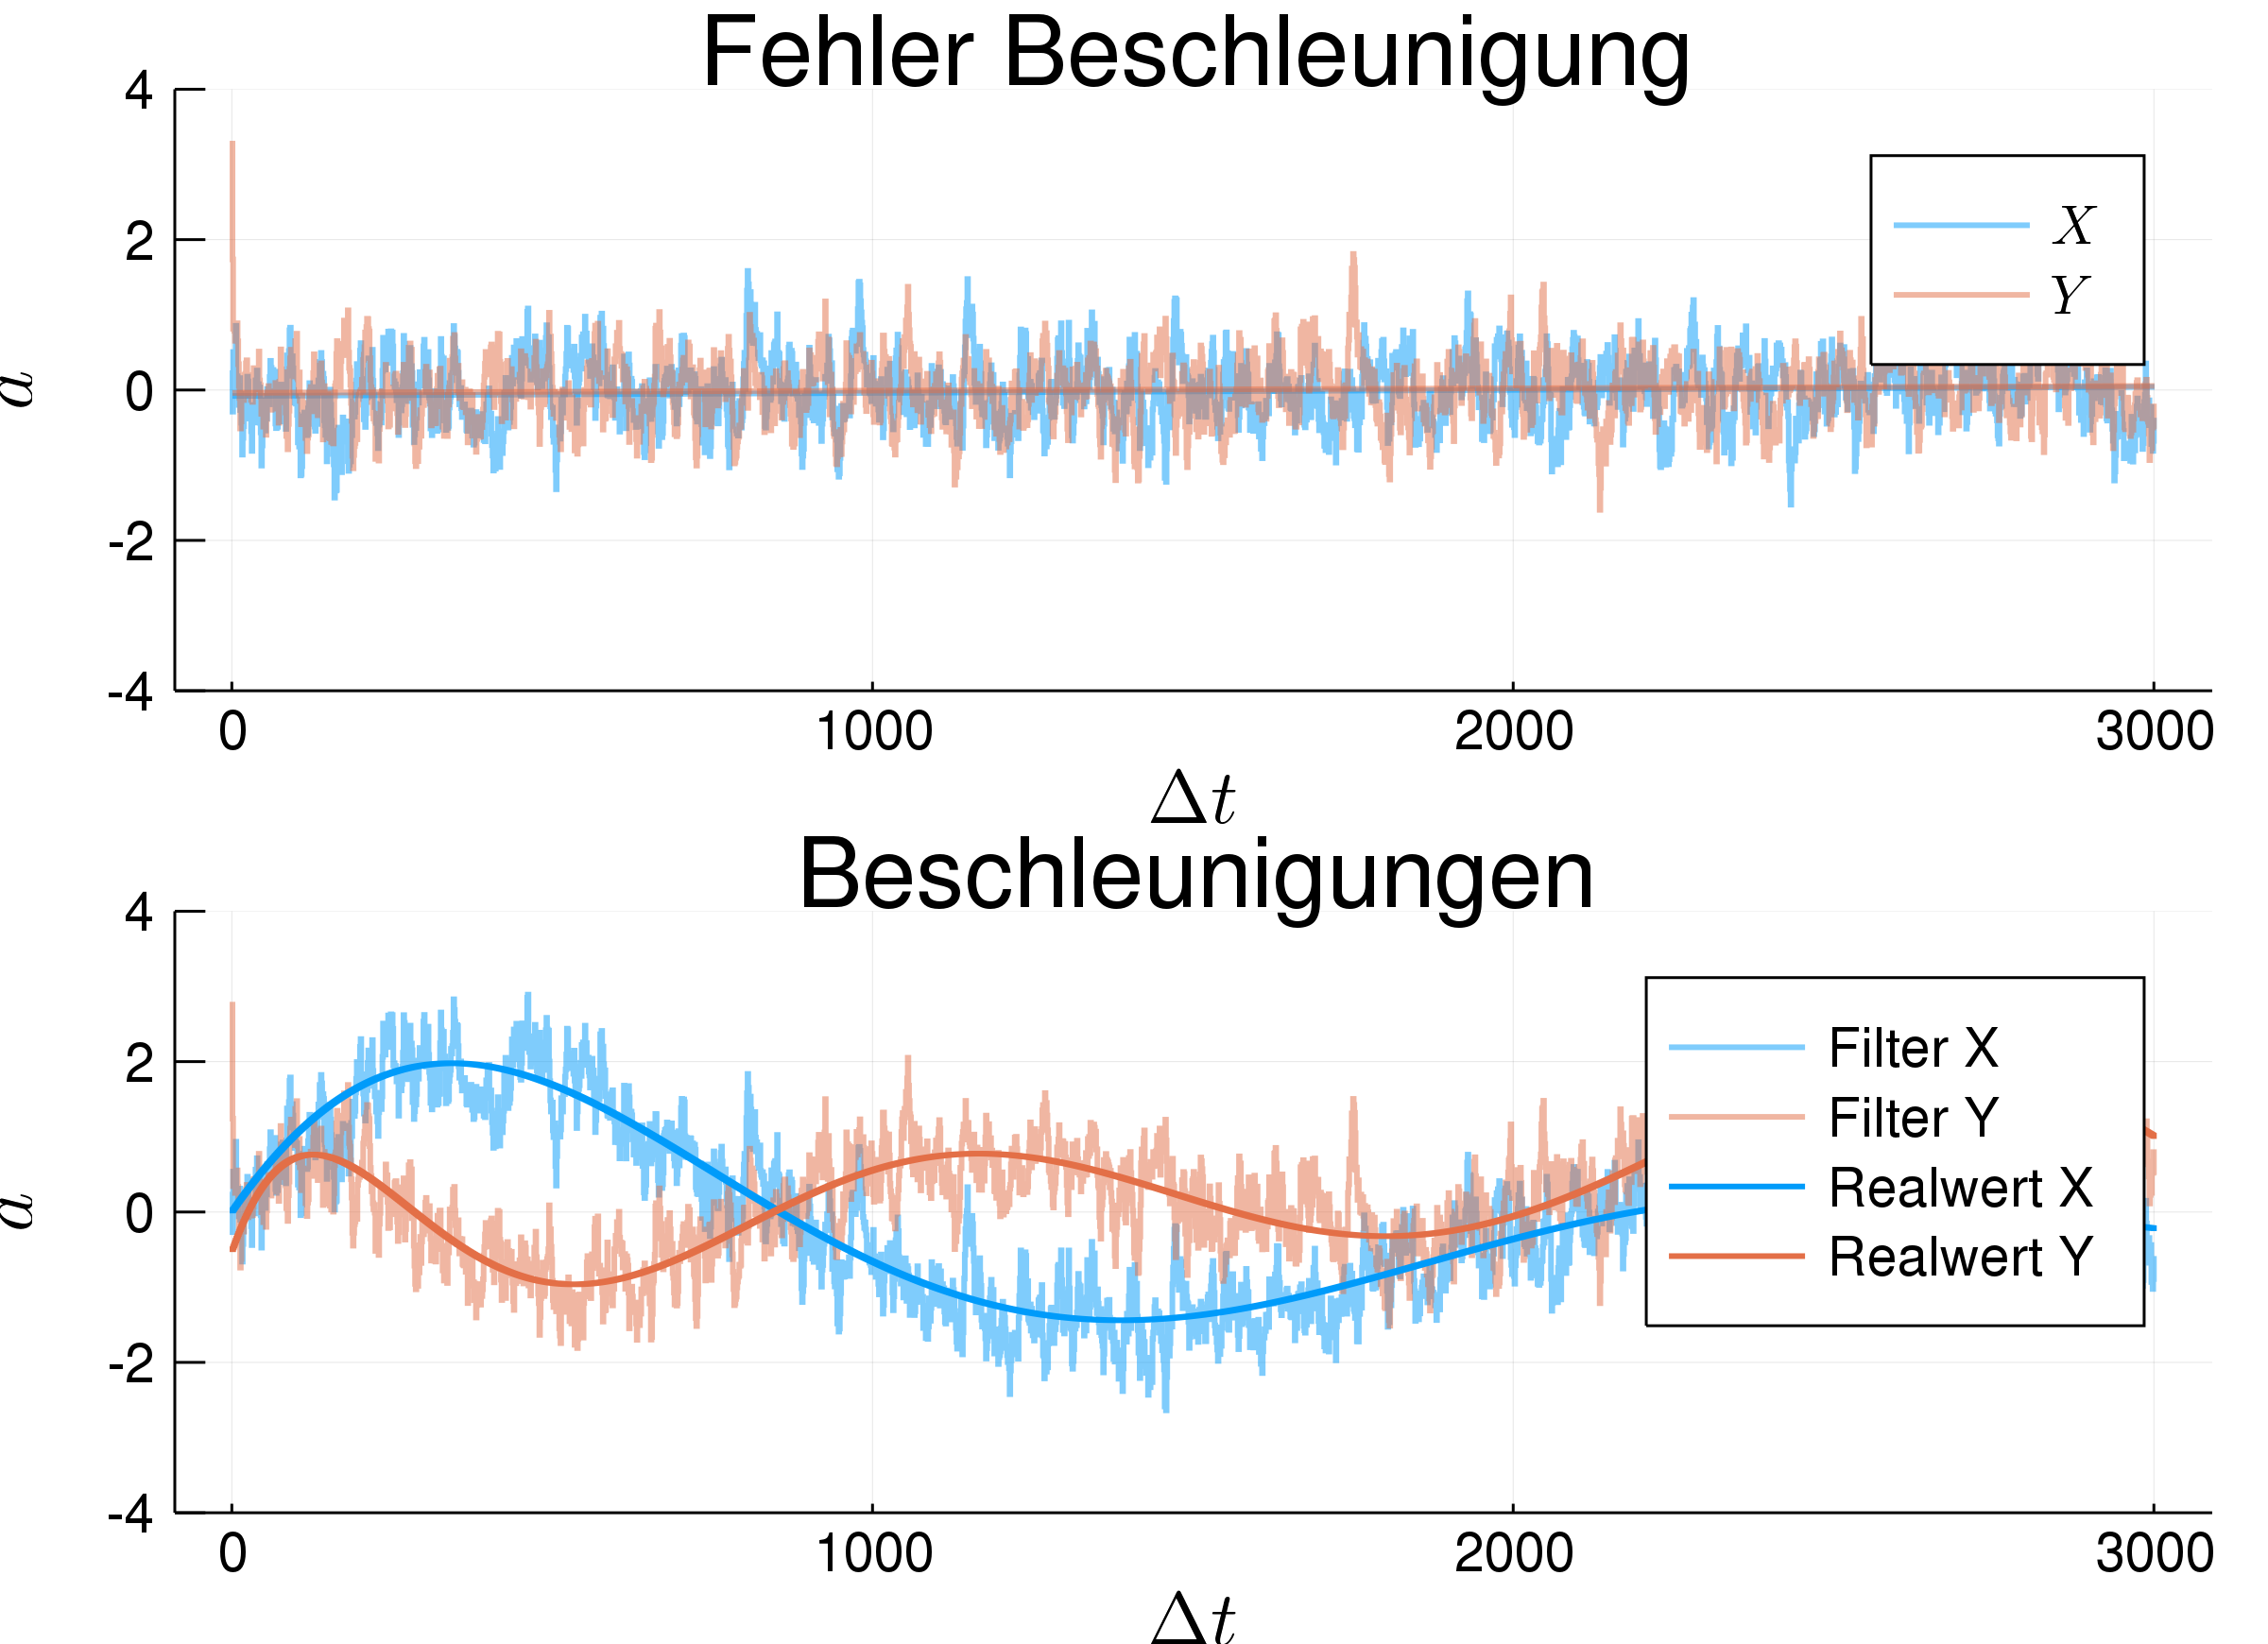 Fehler Beschleunigung
4
2
0
-2
-4
a
X
Y
0 1000 2000 3000
Δt
Beschleunigungen
4
2
0
-2
-4
a
Filter X
Filter Y
Realwert X
Realwert Y
0 1000 2000 3000
Δt